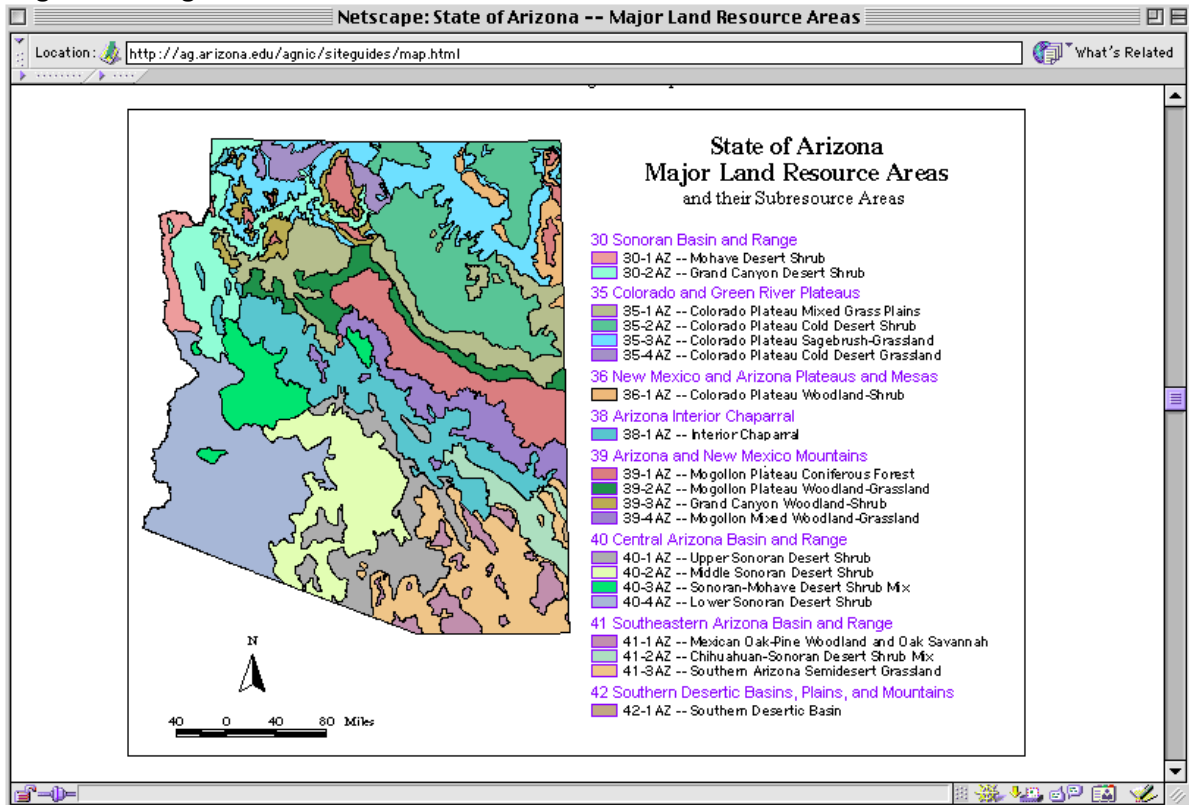 Netscape: State of Arizona -- Major Land Resource Areas
Location: http://ag.arizona.edu/agnic/siteguides/map.html What's Related
State of Arizona
Major Land Resource Areas
and their Subresource Areas
30 Sonoran Basin and Range
30-1 AZ -- Mohave Desert Shrub
30-2 AZ -- Grand Canyon Desert Shrub
35 Colorado and Green River Plateaus
35-1 AZ -- Colorado Plateau Mixed Grass Plains
35-2 AZ -- Colorado Plateau Cold Desert Shrub
35-3 AZ -- Colorado Plateau Sagebrush-Grassland
35-4 AZ -- Colorado Plateau Cold Desert Grassland
36 New Mexico and Arizona Plateaus and Mesas
36-1 AZ -- Colorado Plateau Woodland-Shrub
38 Arizona Interior Chaparral
38-1 AZ -- Interior Chaparral
39 Arizona and New Mexico Mountains
39-1 AZ -- Mogollon Plateau Coniferous Forest
39-2 AZ -- Mogollon Plateau Woodland-Grassland
39-3 AZ -- Grand Canyon Woodland-Shrub
39-4 AZ -- Mogollon Mixed Woodland-Grassland
40 Central Arizona Basin and Range
40-1 AZ -- Upper Sonoran Desert Shrub
40-2 AZ -- Middle Sonoran Desert Shrub
40-3 AZ -- Sonoran-Mohave Desert Shrub Mix
40-4 AZ -- Lower Sonoran Desert Shrub
41 Southeastern Arizona Basin and Range
41-1 AZ -- Mexican Oak-Pine Woodland and Oak Savannah
41-2 AZ -- Chihuahuan-Sonoran Desert Shrub Mix
41-3 AZ -- Southern Arizona Semidesert Grassland
42 Southern Desertic Basins, Plains, and Mountains
42-1 AZ -- Southern Desertic Basin
N
40 0 40 80 Miles